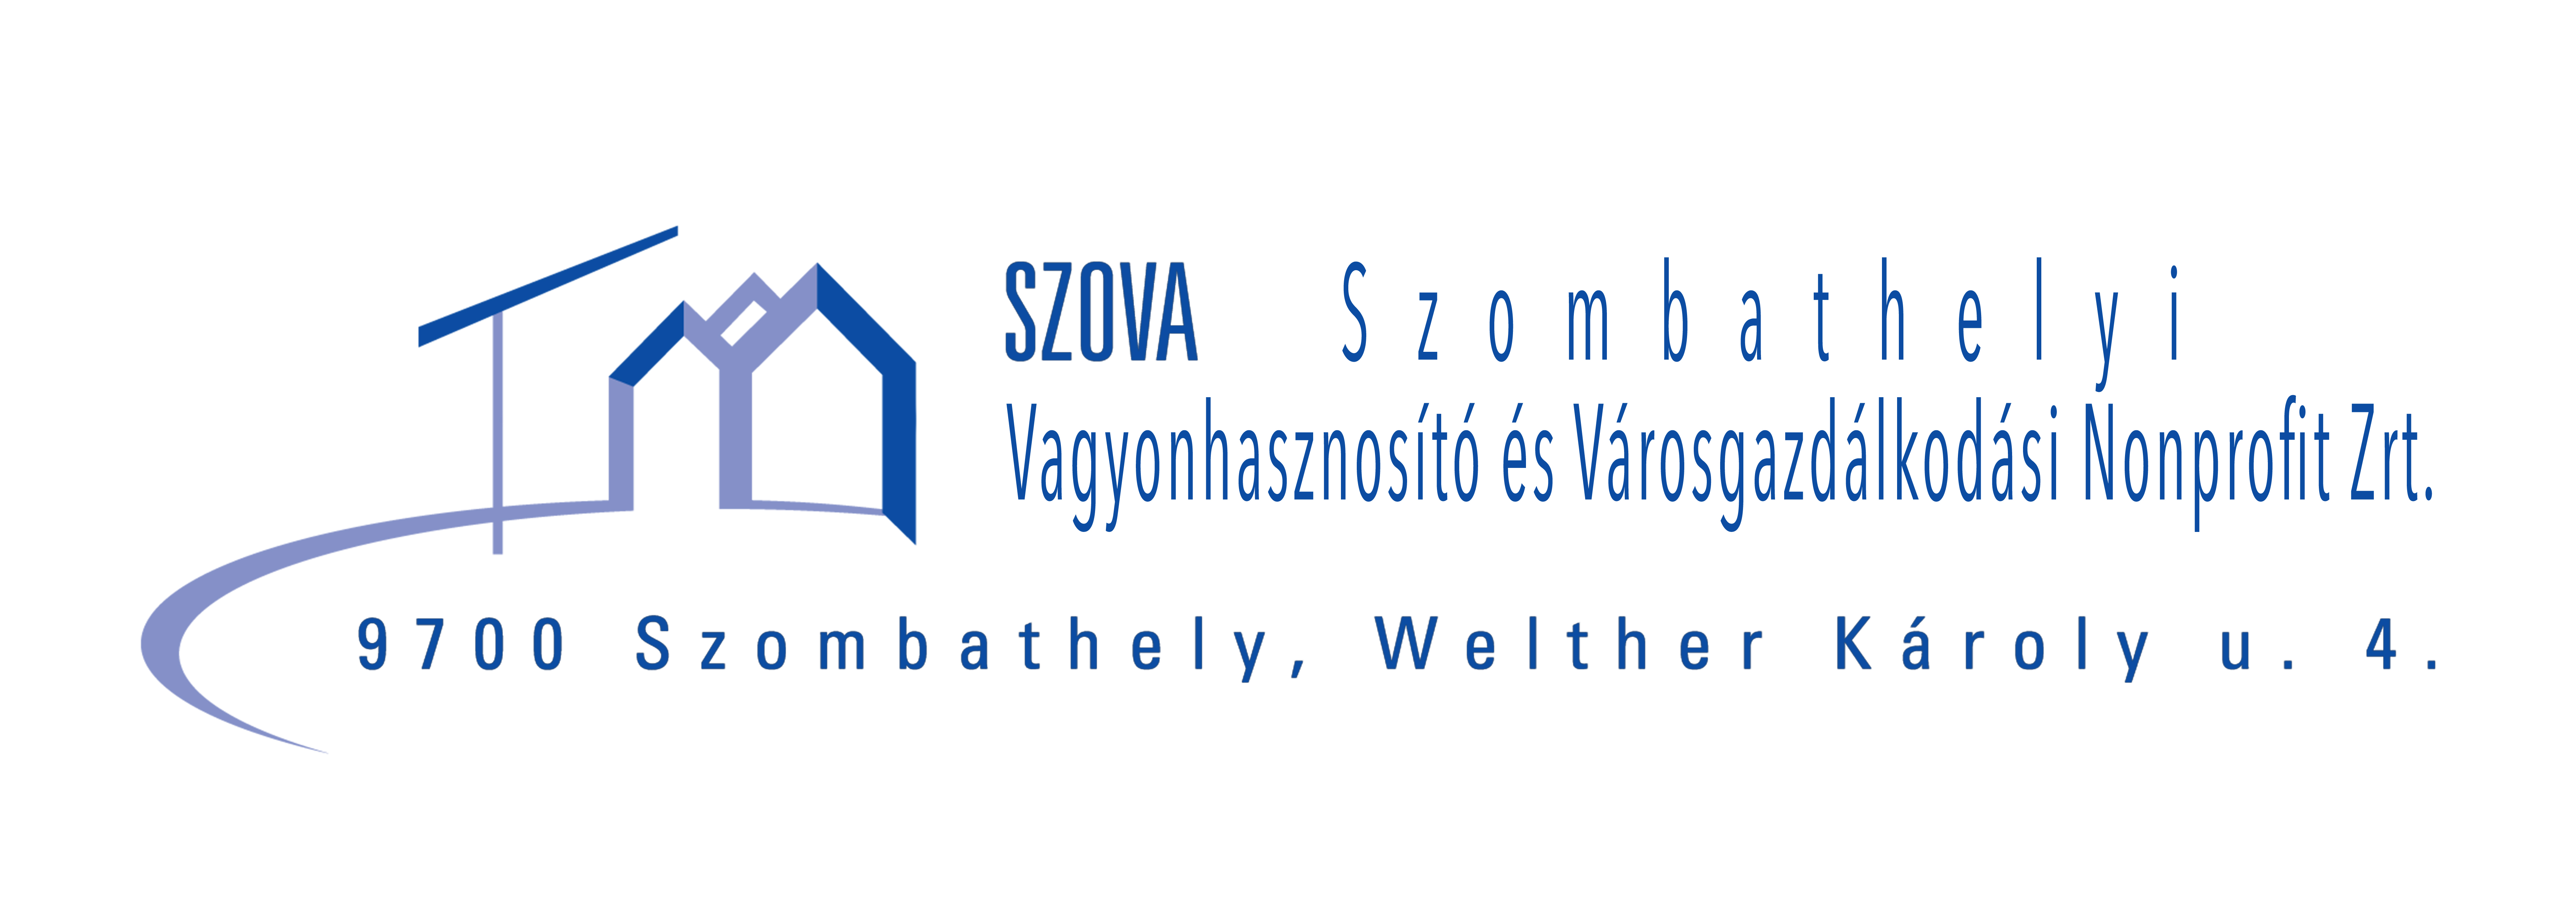 SZOVA Szombathelyi
Vagyonhasznosító és Városgazdálkodási Nonprofit Zrt.
9700 Szombathely, Welther Károly u. 4.